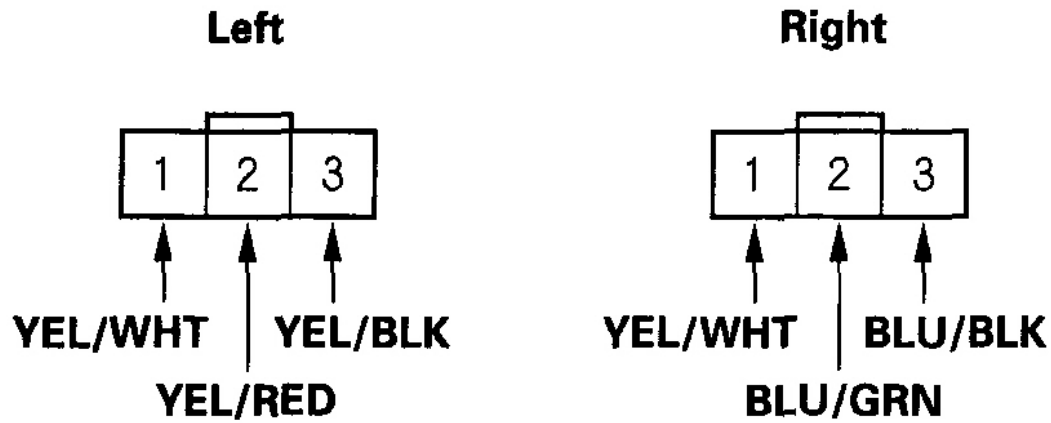 Left
1 2 3
YEL/WHT YEL/BLK
YEL/RED
Right
1 2 3
YEL/WHT BLU/BLK
BLU/GRN